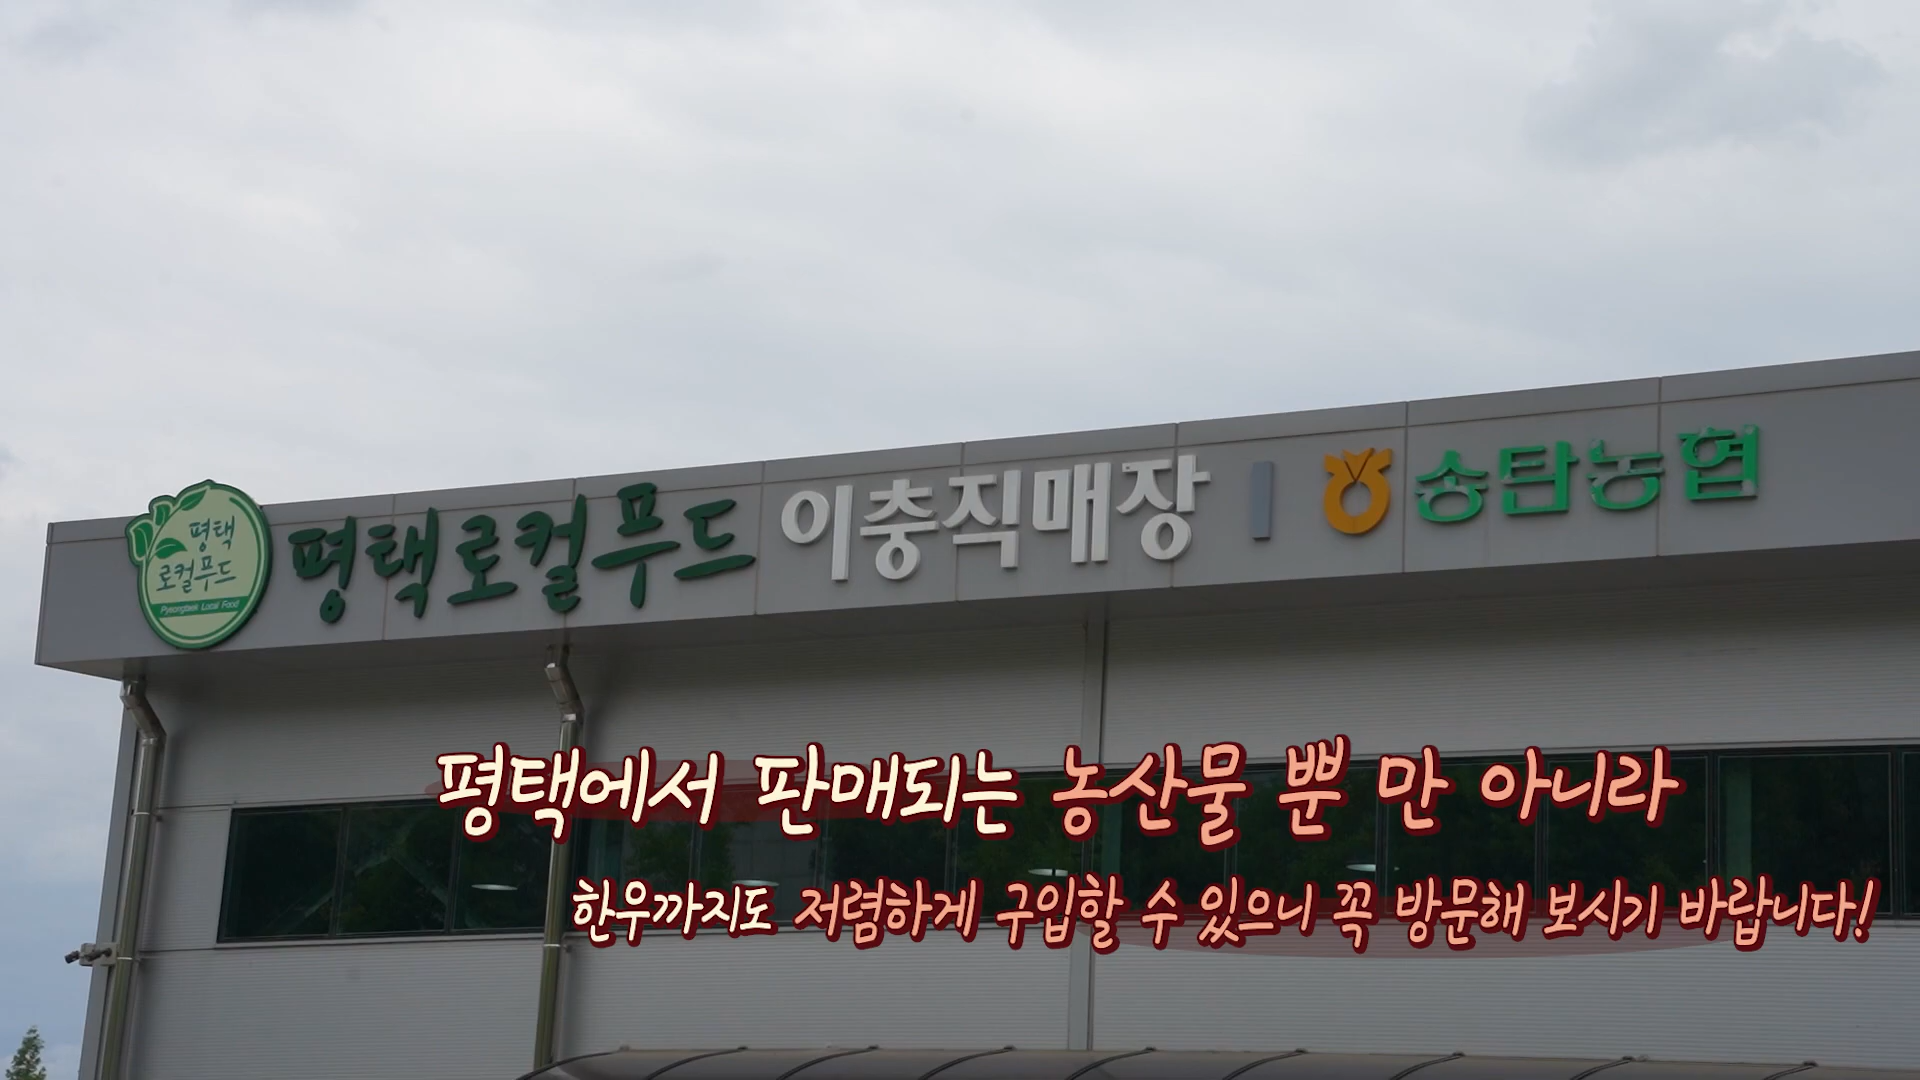 평택
로컬푸드
Pyeongtaek Local Food
평택로컬푸드 이충직매장 | 송탄농협
평택에서 판매되는 농산물 뿐 만 아니라
한우까지도 저렴하게 구입할 수 있으니 꼭 방문해 보시기 바랍니다!